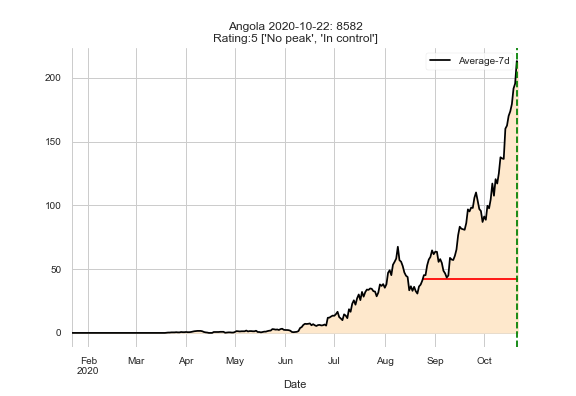 Angola 2020-10-22: 8582
Rating:5 ['No peak', 'In control']
Average-7d
200
150
100
50
0
Feb
2020
Mar
Apr
May
Jun
Jul
Aug
Sep
Oct
Date